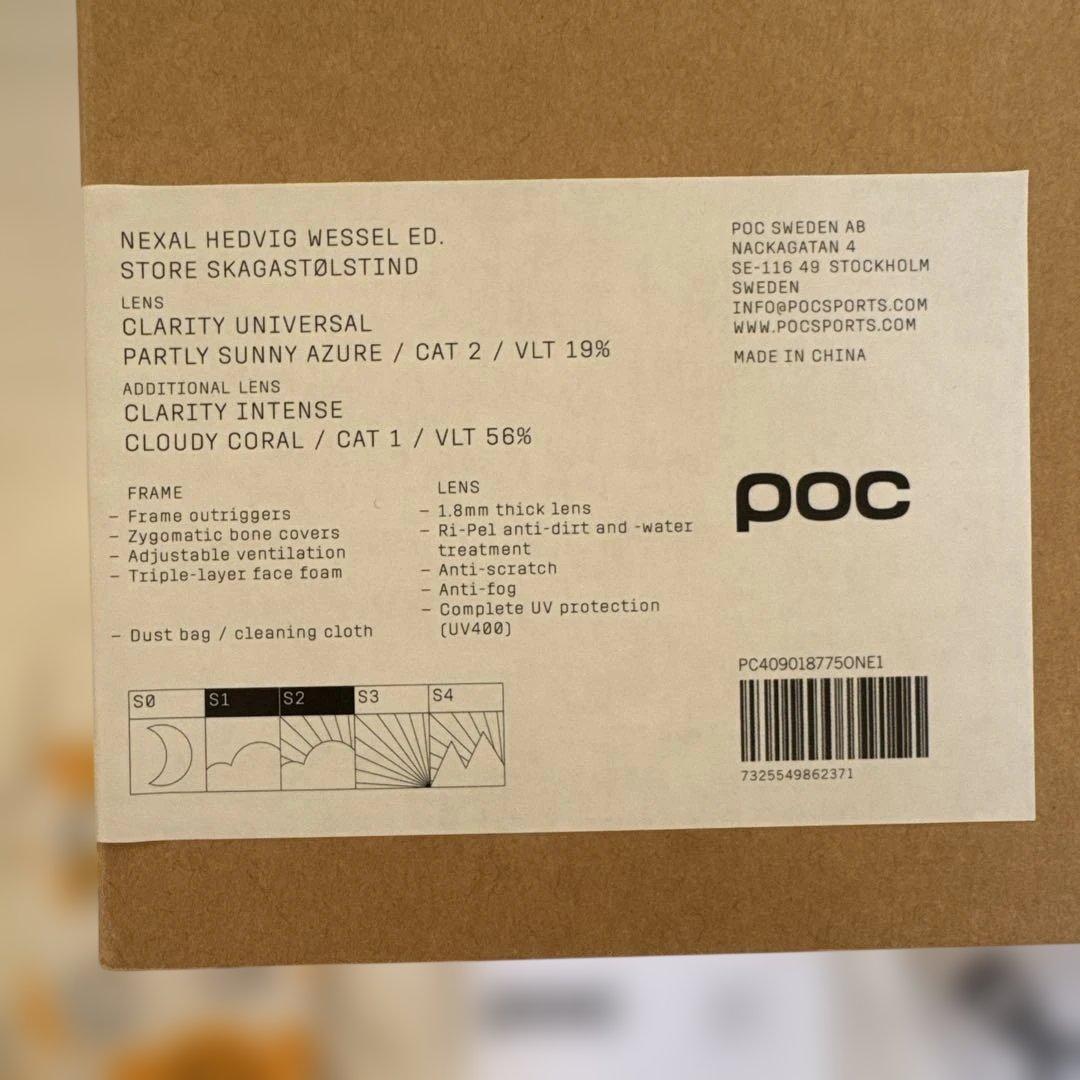 NEXAL HEDVIG WESSEL ED.
STORE SKAGASTØLSTIND
LENS
CLARITY UNIVERSAL
PARTLY SUNNY AZURE / CAT 2 / VLT 19%
ADDITIONAL LENS
CLARITY INTENSE
CLOUDY CORAL / CAT 1 / VLT 56%
FRAME
– Frame outriggers
– Zygomatic bone covers
– Adjustable ventilation
– Triple-layer face foam
– Dust bag / cleaning cloth
LENS
– 1.8mm thick lens
– Ri-Pel anti-dirt and -water
treatment
– Anti-scratch
– Anti-fog
– Complete UV protection
(UV400)
S0 S1 S2 S3 S4
POC SWEDEN AB
NACKAGATAN 4
SE-116 49 STOCKHOLM
SWEDEN
INFO@POCSPORTS.COM
WWW.POCSPORTS.COM
MADE IN CHINA
POC
PC409018775ONE1
7325549862371